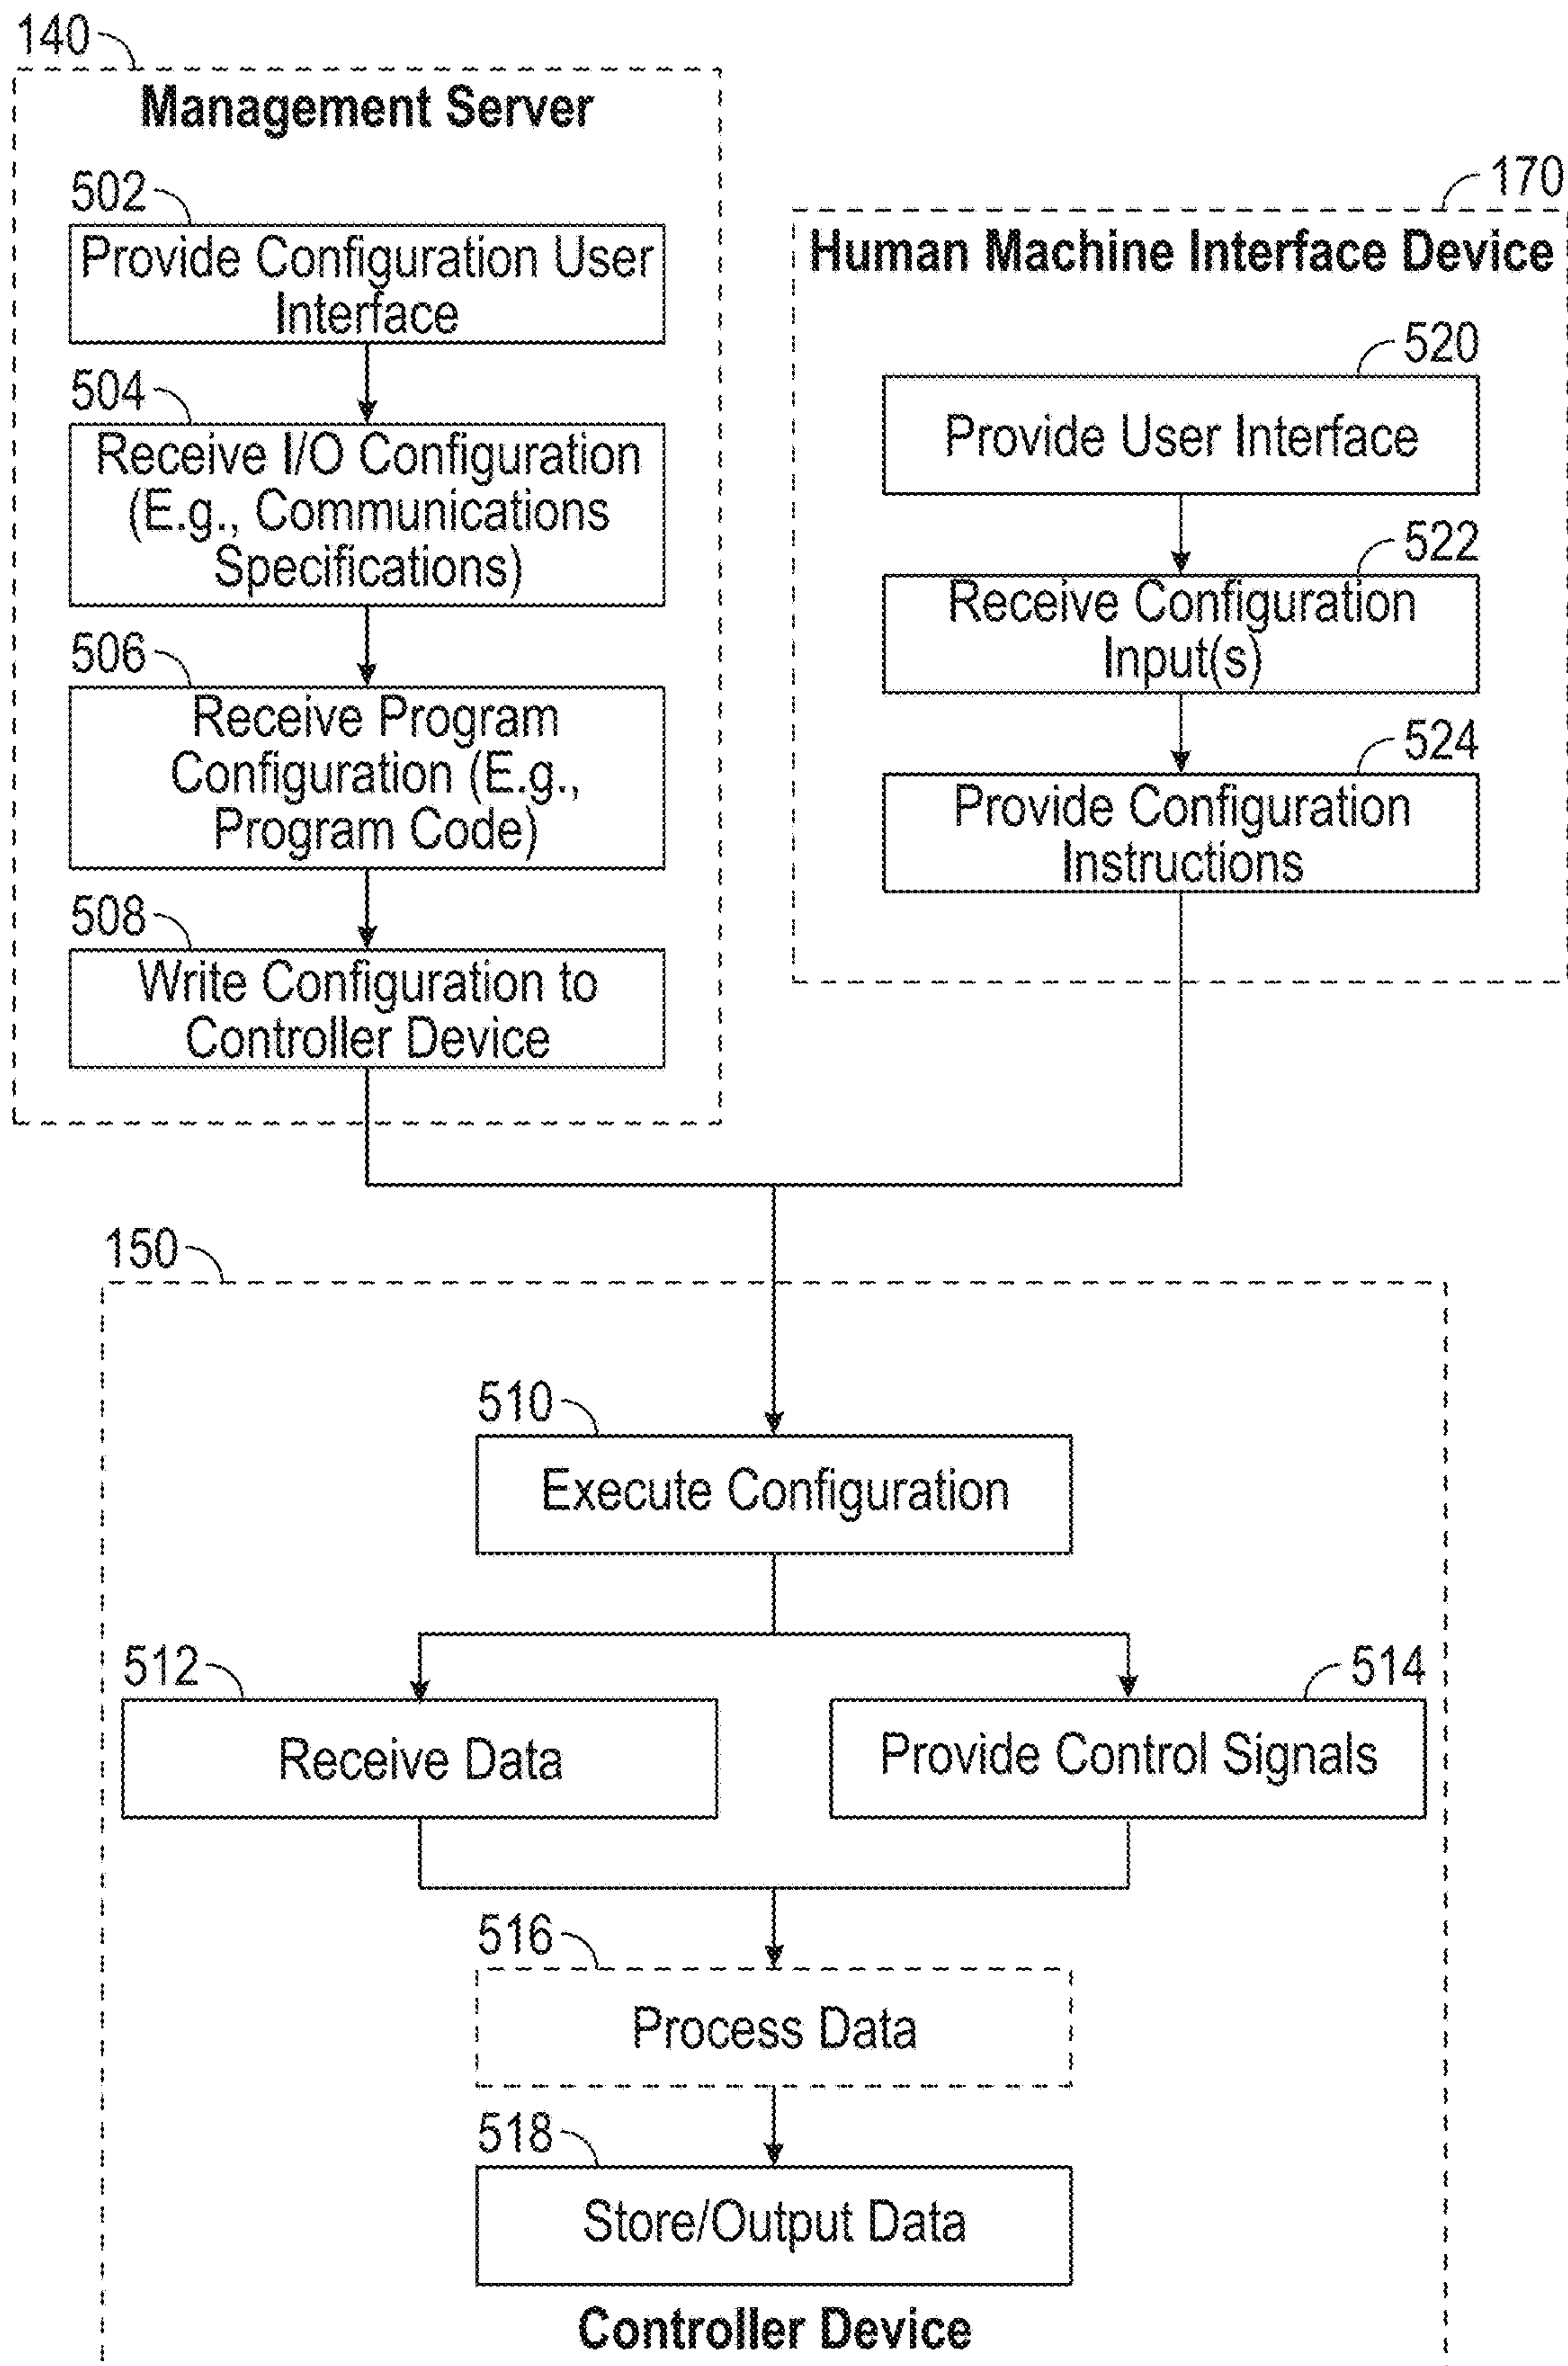 140
Management Server
502
Provide Configuration User
Interface
504
Receive I/O Configuration
(E.g., Communications
Specifications)
506
Receive Program
Configuration (E.g.,
Program Code)
508
Write Configuration to
Controller Device
170
Human Machine Interface Device
520
Provide User Interface
522
Receive Configuration
Input(s)
524
Provide Configuration
Instructions
150
510
Execute Configuration
512
Receive Data
514
Provide Control Signals
516
Process Data
518
Store/Output Data
Controller Device